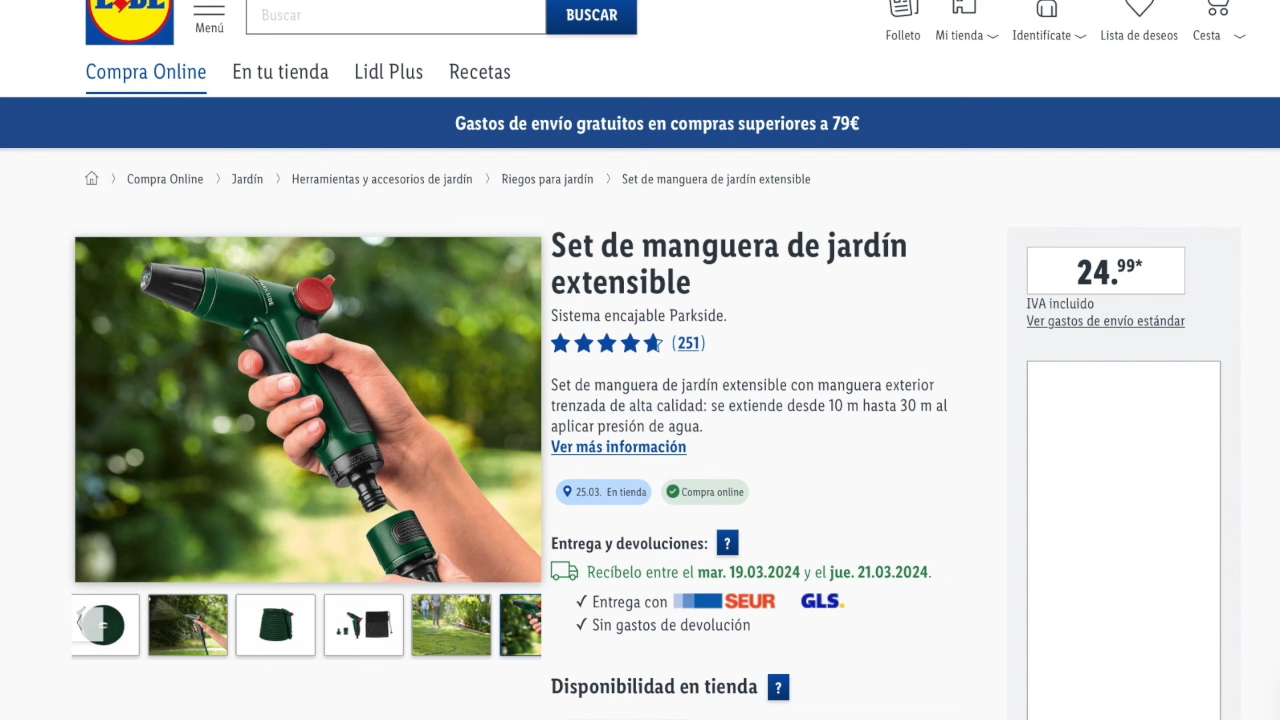 LIDL
Menú
Buscar
BUSCAR
Folleto
Mi tienda
Identifícate
Lista de deseos
Cesta
Compra Online
En tu tienda
Lidl Plus
Recetas
Gastos de envío gratuitos en compras superiores a 79€
Compra Online
Jardín
Herramientas y accesorios de jardín
Riegos para jardín
Set de manguera de jardín extensible
Set de manguera de jardín
extensible
Sistema encajable Parkside.
(251)
Set de manguera de jardín extensible con manguera exterior
trenzada de alta calidad: se extiende desde 10 m hasta 30 m al
aplicar presión de agua.
Ver más información
25.03. En tienda
Compra online
Entrega y devoluciones: ?
Recíbelo entre el mar. 19.03.2024 y el jue. 21.03.2024.
✓ Entrega con SEUR GLS.
✓ Sin gastos de devolución
Disponibilidad en tienda ?
24.99*
IVA incluido
Ver gastos de envío estándar